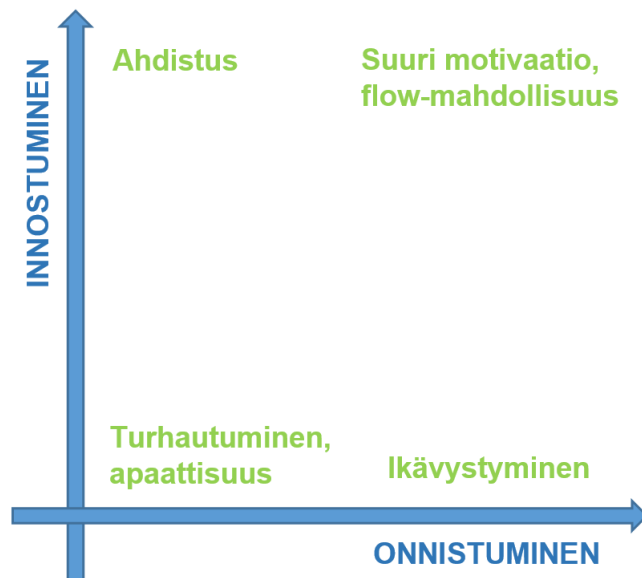 INNOSTUMINEN
Ahdistus
Suuri motivaatio,
flow-mahdollisuus
Turhautuminen,
apaattisuus
Ikävystyminen
ONNISTUMINEN